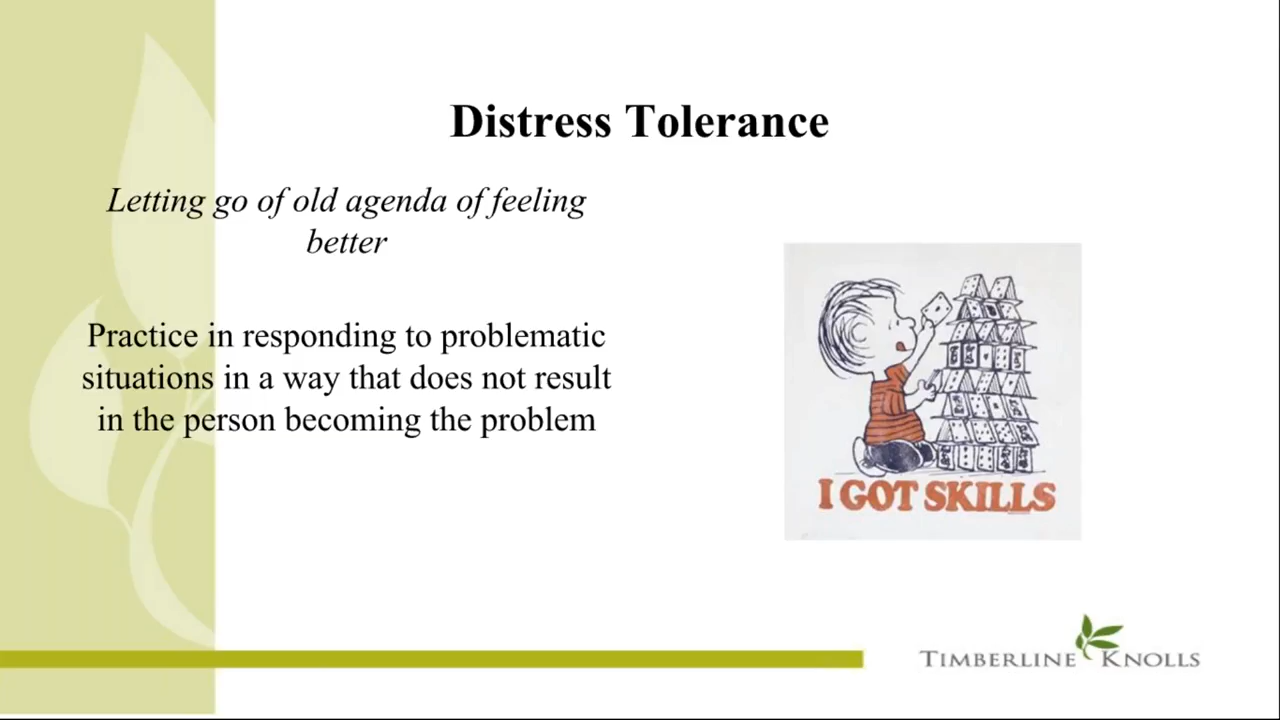 Distress Tolerance
Letting go of old agenda of feeling
better
Practice in responding to problematic
situations in a way that does not result
in the person becoming the problem
I GOT SKILLS
TIMBERLINE KNOLLS